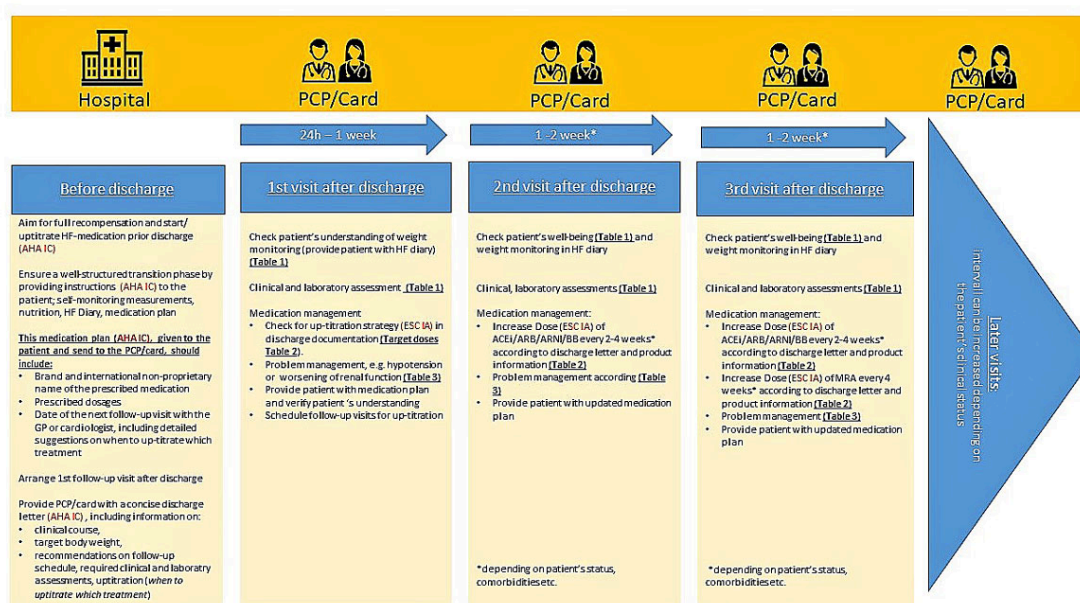 Hospital
PCP/Card
PCP/Card
PCP/Card
PCP/Card
24h – 1 week
1 -2 week*
1 -2 week*
Before discharge
Aim for full recompensation and start/
uptitrate HF-medication prior discharge
(AHA IC)
Ensure a well-structured transition phase by
providing instructions (AHA IC) to the
patient; self-monitoring measurements,
nutrition, HF Diary, medication plan
This medication plan (AHA IC), given to the
patient and send to the PCP/card, should
include:
• Brand and international non-proprietary
name of the prescribed medication
• Prescribed dosages
• Date of the next follow-up visit with the
GP or cardiologist, including detailed
suggestions on when to up-titrate which
treatment
Arrange 1st follow-up visit after discharge
Provide PCP/card with a concise discharge
letter (AHA IC) , including information on:
• clinical course,
• target body weight,
• recommendations on follow-up
schedule, required clinical and laboratry
assessments, uptitration (when to
uptitrate which treatment)
1st visit after discharge
Check patient's understanding of weight
monitoring (provide patient with HF diary)
(Table 1)
Clinical and laboratory assessment (Table 1)
Medication management
• Check for up-titration strategy (ESC IA) in
discharge documentation (Target doses
Table 2).
• Problem management, e.g. hypotension
or worsening of renal function (Table 3)
• Provide patient with medication plan
and verify patient 's understanding
• Schedule follow-up visits for up-titration
2nd visit after discharge
Check patient's well-being (Table 1) and
weight monitoring in HF diary
Clinical, laboratory assessments (Table 1)
Medication management:
• Increase Dose (ESC IA) of
ACEi/ARB/ARNI/BB every 2-4 weeks*
according to discharge letter and product
information (Table 2)
• Problem management according (Table
3)
• Provide patient with updated medication
plan
*depending on patient's status,
comorbidities etc.
3rd visit after discharge
Check patient's well-being (Table 1) and
weight monitoring in HF diary
Clinical and laboratory assessments (Table 1)
Medication management:
• Increase Dose (ESC IA) of
ACEi/ARB/ARNI/BB every 2-4 weeks*
according to discharge letter and product
information (Table 2)
• Increase Dose (ESC IA) of MRA every 4
weeks* according to discharge letter and
product information (Table 2)
• Problem management (Table 3)
• Provide patient with updated medication
plan
*depending on patient's status,
comorbidities etc.
Later visits:
intervall can be increased depending on
the patient's clinical status